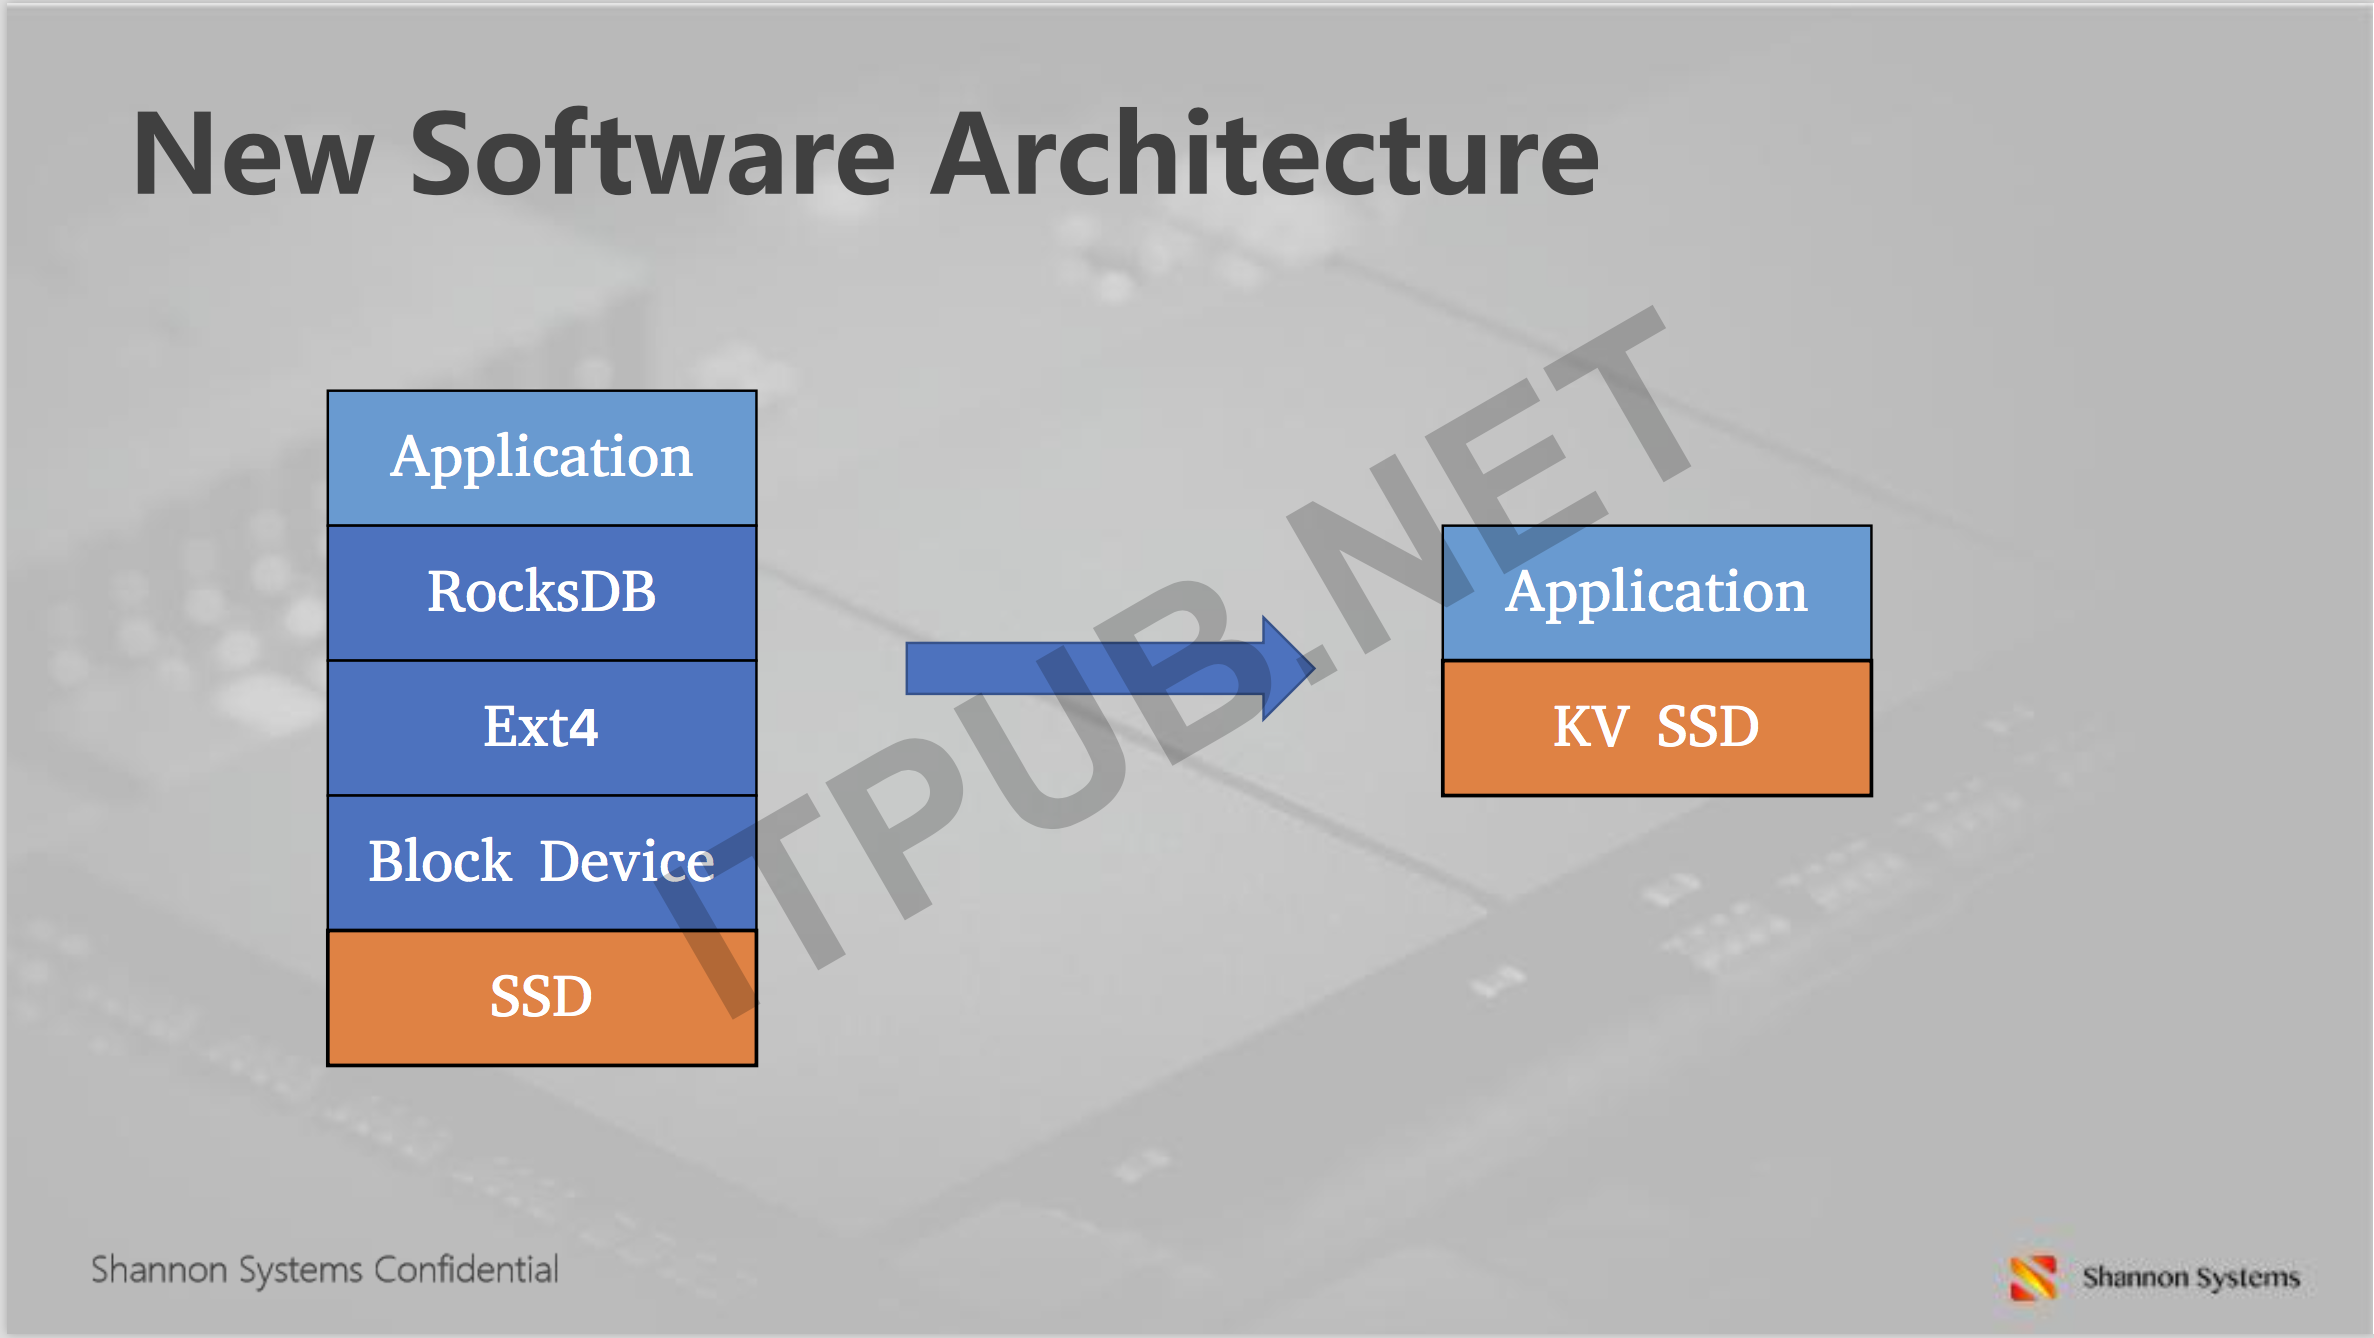 New Software Architecture
Application
RocksDB
Ext4
Block Device
SSD
Application
KV SSD
ITPUB.NET
Shannon Systems Confidential
Shannon Systems